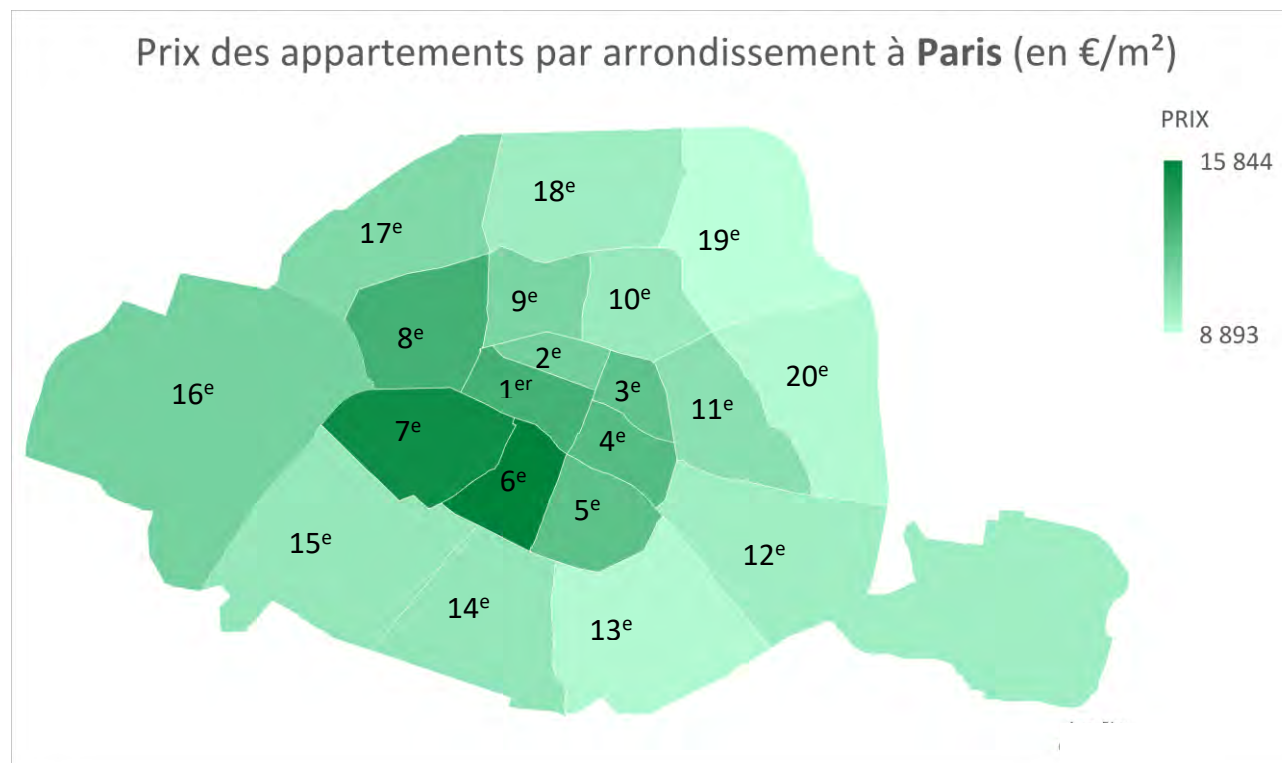 Prix des appartements par arrondissement à Paris (en €/m²)
PRIX
15 844
8 893
18ᵉ
17ᵉ
19ᵉ
9ᵉ
10ᵉ
8ᵉ
2ᵉ
16ᵉ
1ᵉʳ
3ᵉ
20ᵉ
7ᵉ
11ᵉ
4ᵉ
6ᵉ
5ᵉ
15ᵉ
12ᵉ
14ᵉ
13ᵉ